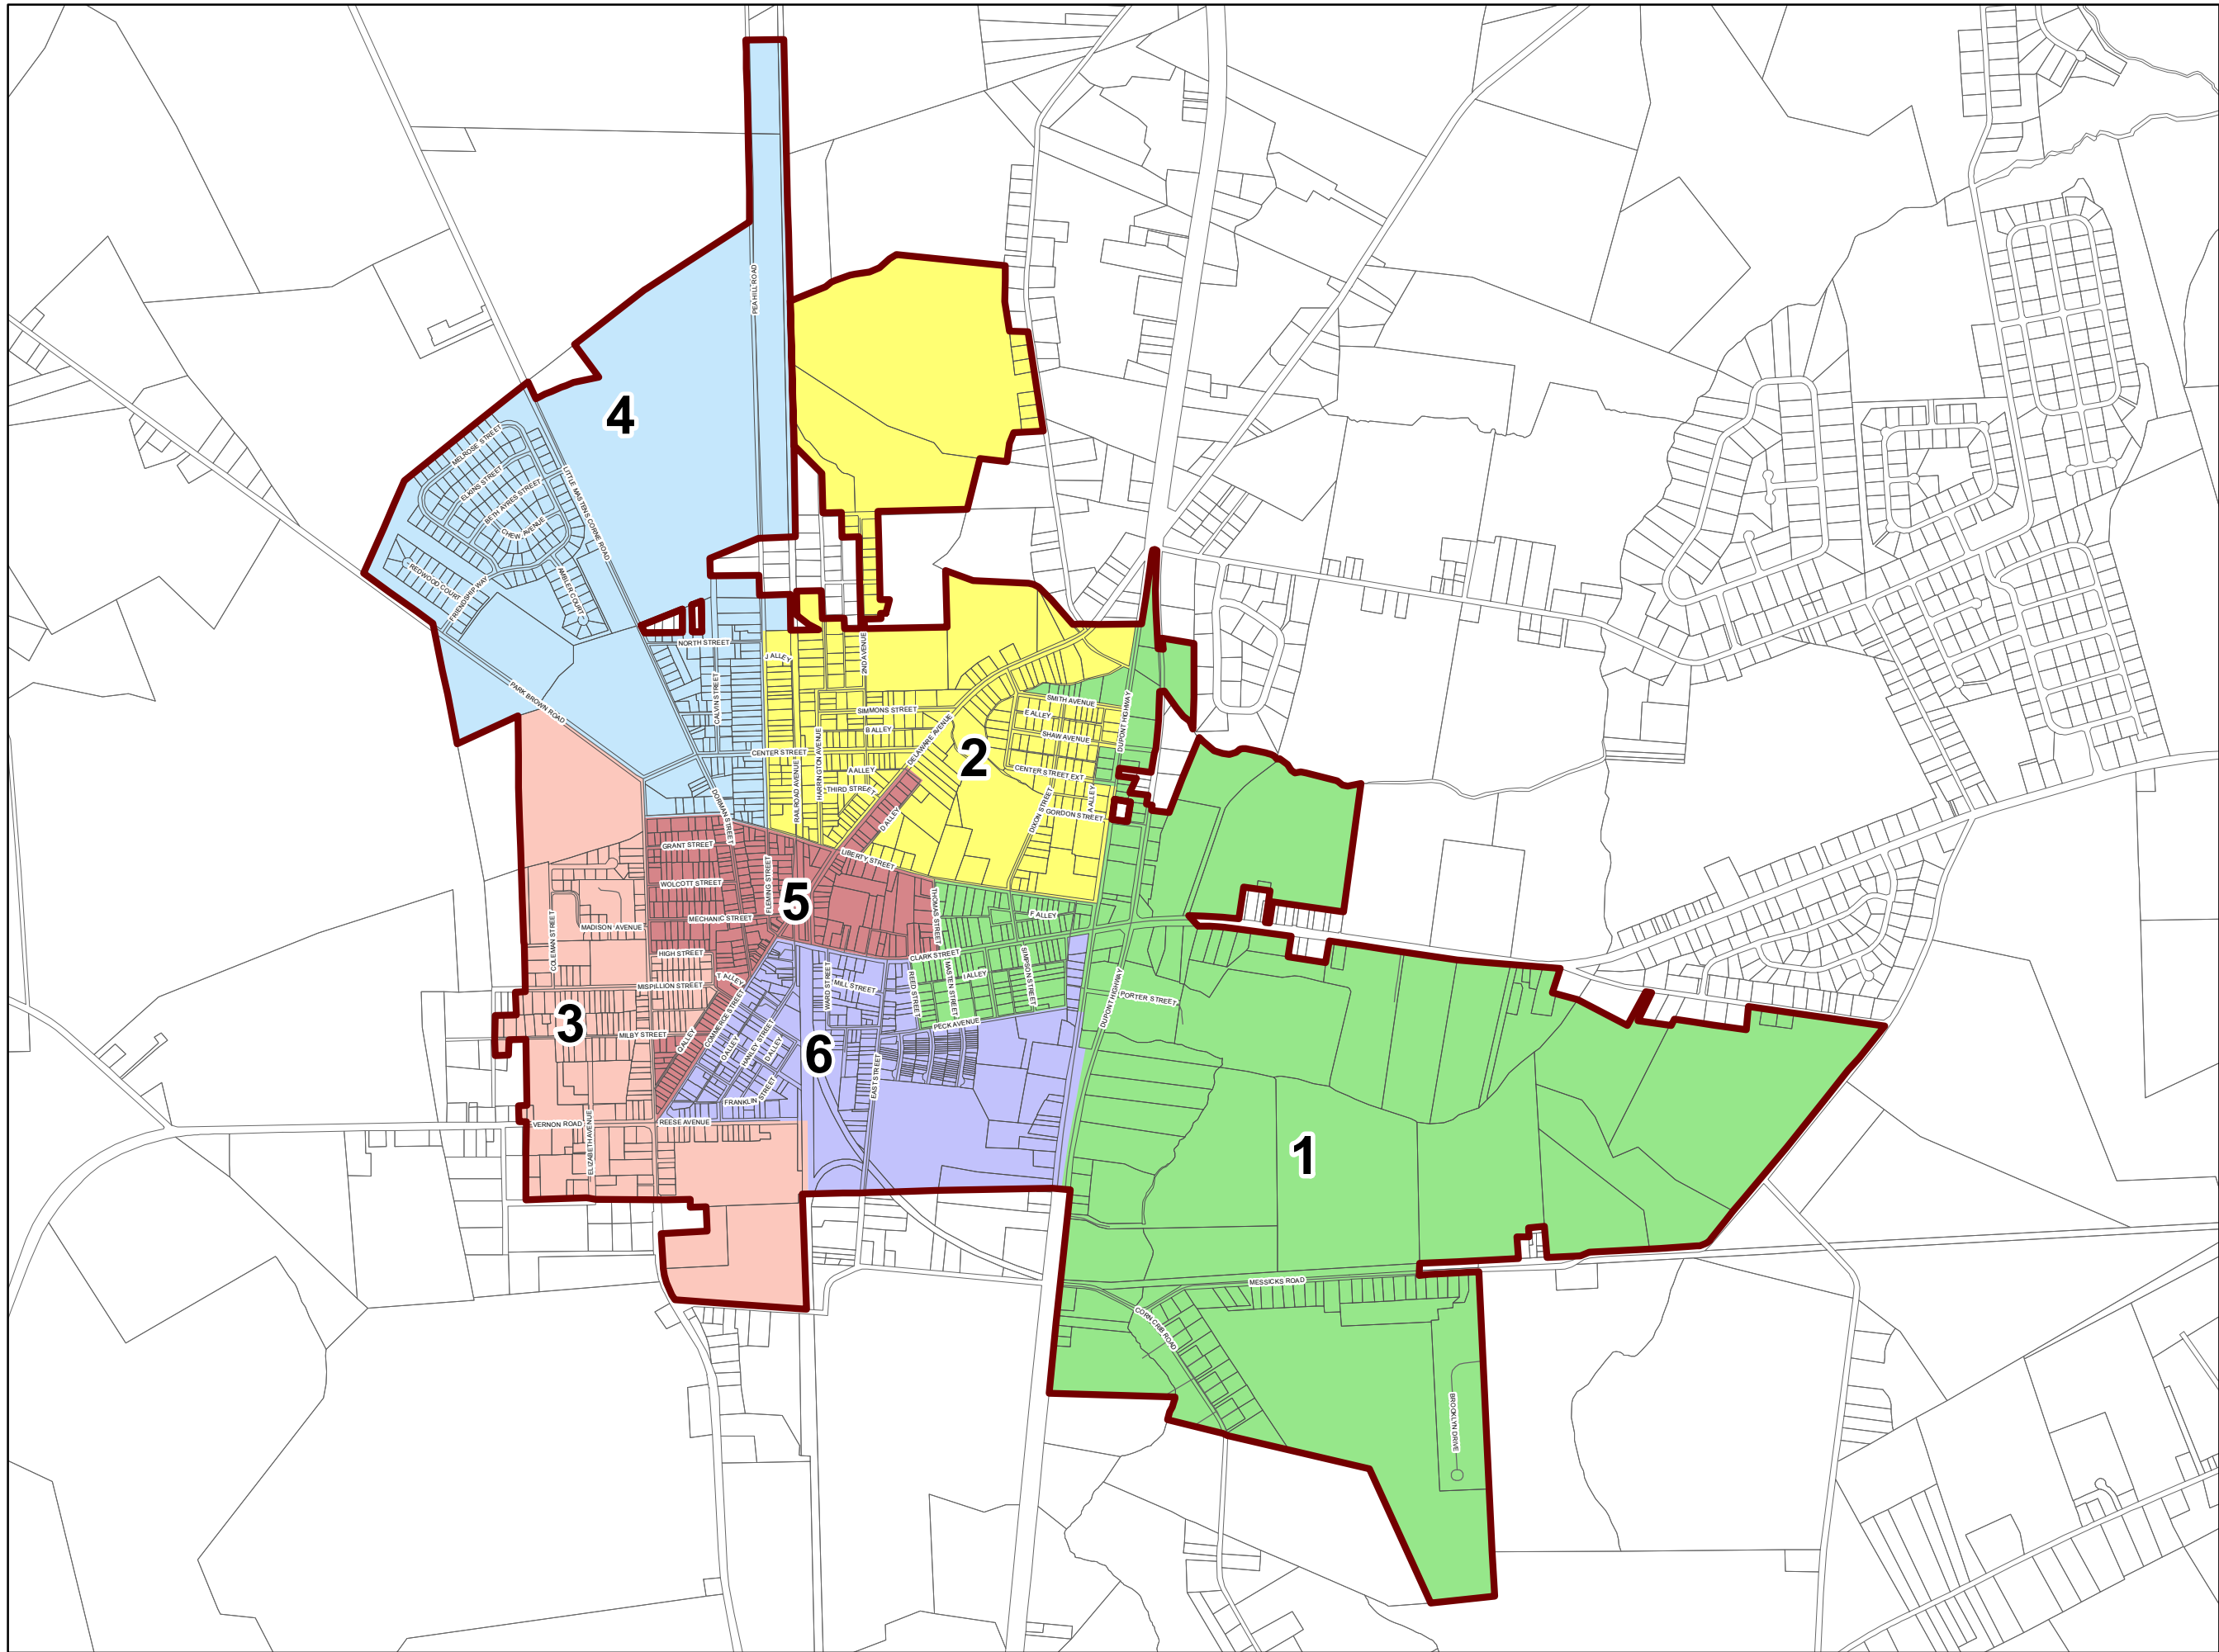 PEA HILL ROAD
4
MELROSE STREET
ELKINS STREET
BETH AYRES STREET
CHEW AVENUE
LITTLE MASTENS CORNE ROAD
REDWOOD COURT
FRIENDSHIP WAY
AMBLER COURT
NORTH STREET
J ALLEY
2ND AVENUE
PARK BROWN ROAD
CALVIN STREET
SMITH AVENUE
SIMMONS STREET
E ALLEY
B ALLEY
DELAWARE AVENUE
SHAW AVENUE
DUPONT HIGHWAY
CENTER STREET
HARRINGTON AVENUE
2
RAILROAD AVENUE
A ALLEY
CENTER STREET EXT
THIRD STREET
DORMAN STREET
D ALLEY
DIXON STREET
A ALLEY
GORDON STREET
GRANT STREET
LIBERTY STREET
WOLCOTT STREET
FLEMING STREET
5
THOMAS STREET
MECHANIC STREET
F ALLEY
MADISON AVENUE
COLEMAN STREET
HIGH STREET
CLARK STREET
T ALLEY
MASTEN STREET
I ALLEY
SIMPSON STREET
MISPILLION STREET
WARD STREET
MILL STREET
REED STREET
PORTER STREET
DUPONT HIGHWAY
3
COMMERCE STREET
PECK AVENUE
MILBY STREET
Q ALLEY
O ALLEY
HANLEY STREET
D ALLEY
6
EAST STREET
FRANKLIN STREET
VERNON ROAD
ELIZABETH AVENUE
REESE AVENUE
1
MESSICKS ROAD
CORN CRIB ROAD
BROOKLYN DRIVE